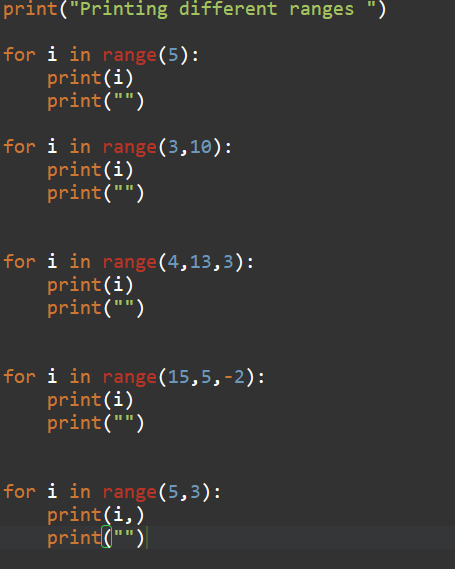 print("Printing different ranges ")
for i in range(5):
    print(i)
    print("")
for i in range(3,10):
    print(i)
    print("")
for i in range(4,13,3):
    print(i)
    print("")
for i in range(15,5,-2):
    print(i)
    print("")
for i in range(5,3):
    print(i,)
    print("")